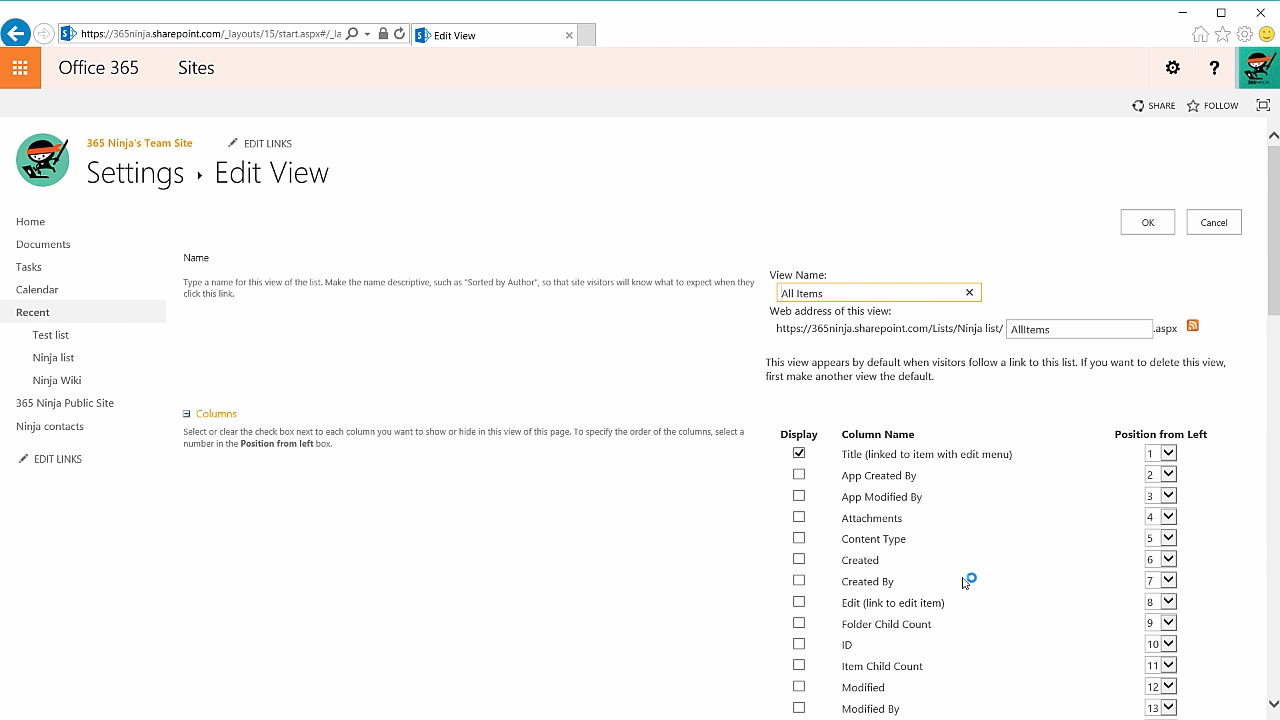 https://365ninja.sharepoint.com/_layouts/15/start.aspx#/_la
Edit View
Office 365
Sites
?
SHARE
FOLLOW
365 Ninja's Team Site
EDIT LINKS
Settings ▸ Edit View
Home
Documents
Tasks
Calendar
Recent
Test list
Ninja list
Ninja Wiki
365 Ninja Public Site
Ninja contacts
EDIT LINKS
OK
Cancel
Name
Type a name for this view of the list. Make the name descriptive, such as "Sorted by Author", so that site visitors will know what to expect when they
click this link.
View Name:
All Items
Web address of this view:
https://365ninja.sharepoint.com/Lists/Ninja list/ AllItems .aspx
This view appears by default when visitors follow a link to this list. If you want to delete this view,
first make another view the default.
Columns
Select or clear the check box next to each column you want to show or hide in this view of this page. To specify the order of the columns, select a
number in the Position from left box.
Display Column Name Position from Left
Title (linked to item with edit menu) 1
App Created By 2
App Modified By 3
Attachments 4
Content Type 5
Created 6
Created By 7
Edit (link to edit item) 8
Folder Child Count 9
ID 10
Item Child Count 11
Modified 12
Modified By 13